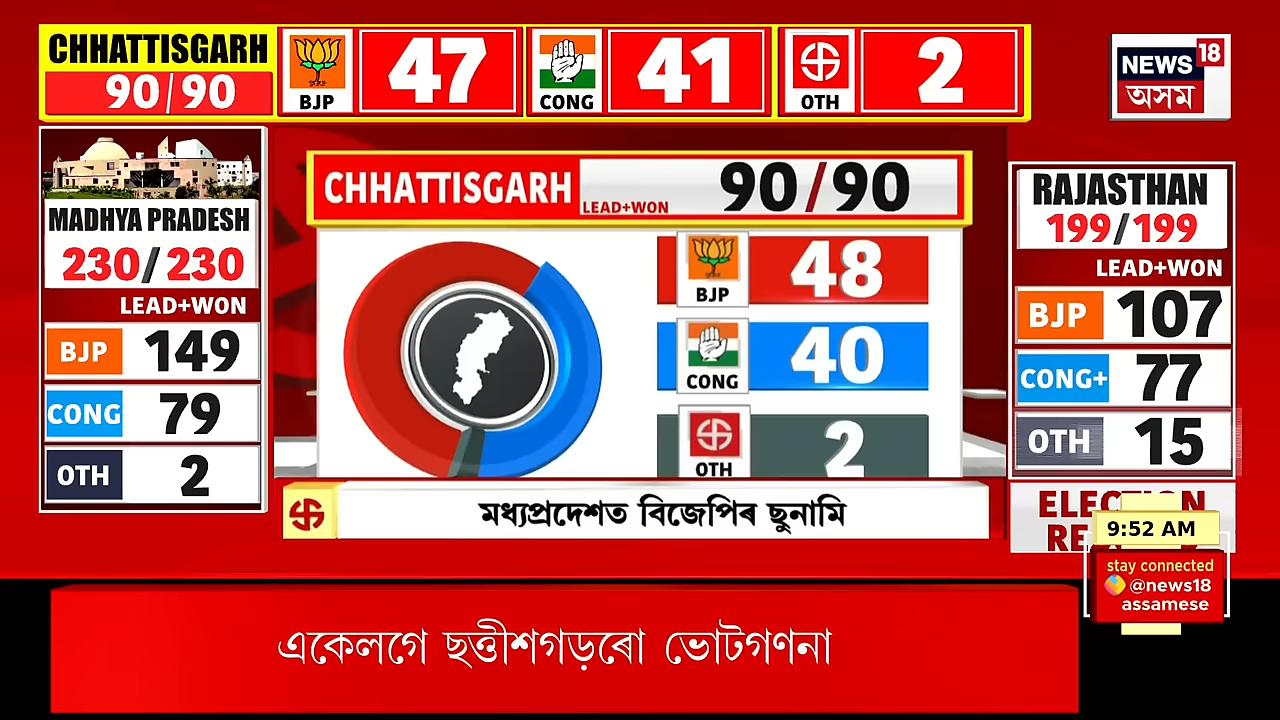 CHHATTISGARH
90/90
BJP
47
CONG
41
OTH
2
NEWS 18
অসম
MADHYA PRADESH
230/230
LEAD+WON
BJP 149
CONG 79
OTH 2
CHHATTISGARH LEAD+WON 90/90
BJP 48
CONG 40
OTH 2
RAJASTHAN
199/199
LEAD+WON
BJP 107
CONG+ 77
OTH 15
মধ্যপ্ৰদেশত বিজেপিৰ ছুনামি
9:52 AM
stay connected
@news18
assamese
একেলগে ছত্তীশগড়ৰো ভোটগণনা